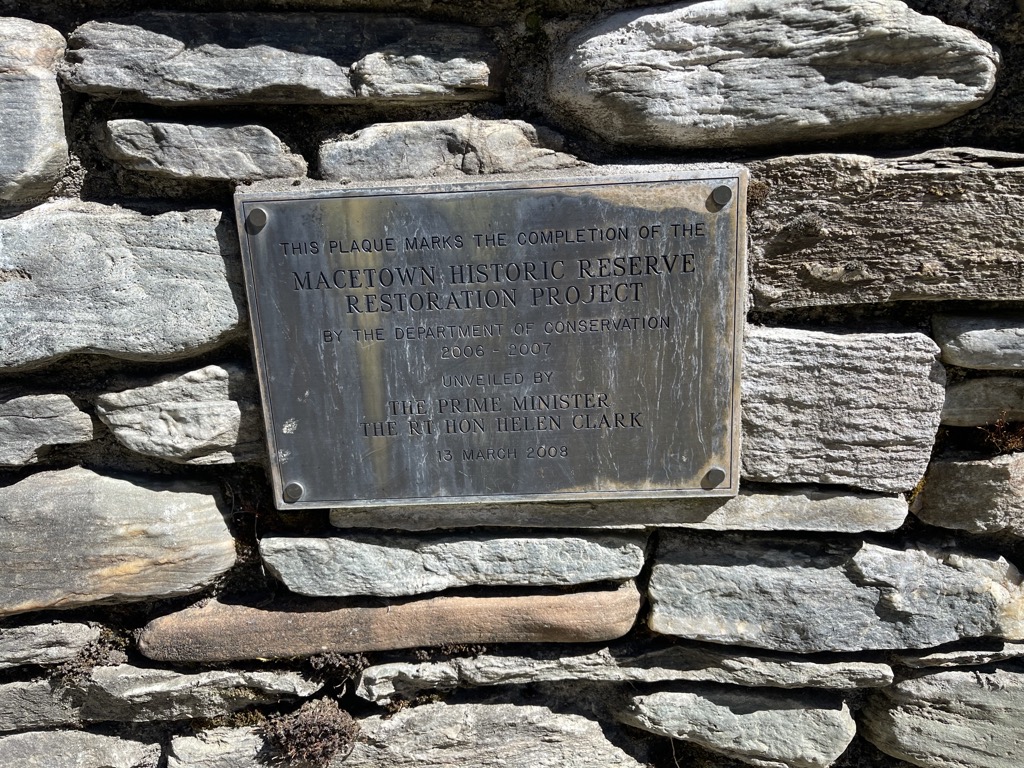 THIS PLAQUE MARKS THE COMPLETION OF THE
MACETOWN HISTORIC RESERVE
RESTORATION PROJECT
BY THE DEPARTMENT OF CONSERVATION
2006 - 2007
UNVEILED BY
THE PRIME MINISTER
THE RT HON HELEN CLARK
13 MARCH 2008